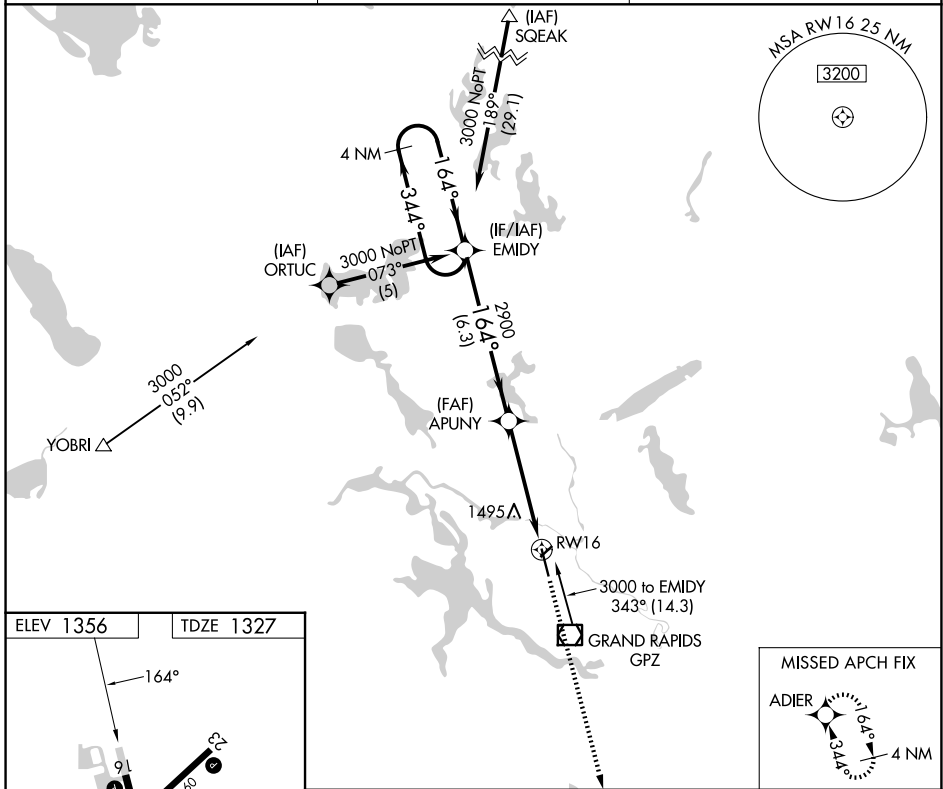 (IAF)
SQEAK
MSA RW16 25 NM
3200
3000 NoPT
189°
(29.1)
4 NM
164°
344°
(IF/IAF)
EMIDY
(IAF)
ORTUC
3000 NoPT
073°
(5)
2900
164°
(6.3)
3000
052°
(9.9)
YOBRI
(FAF)
APUNY
1495
RW16
3000 to EMIDY
343° (14.3)
GRAND RAPIDS
GPZ
ELEV 1356
TDZE 1327
164°
16
23
P
60
MISSED APCH FIX
ADIER
164°
344°
4 NM